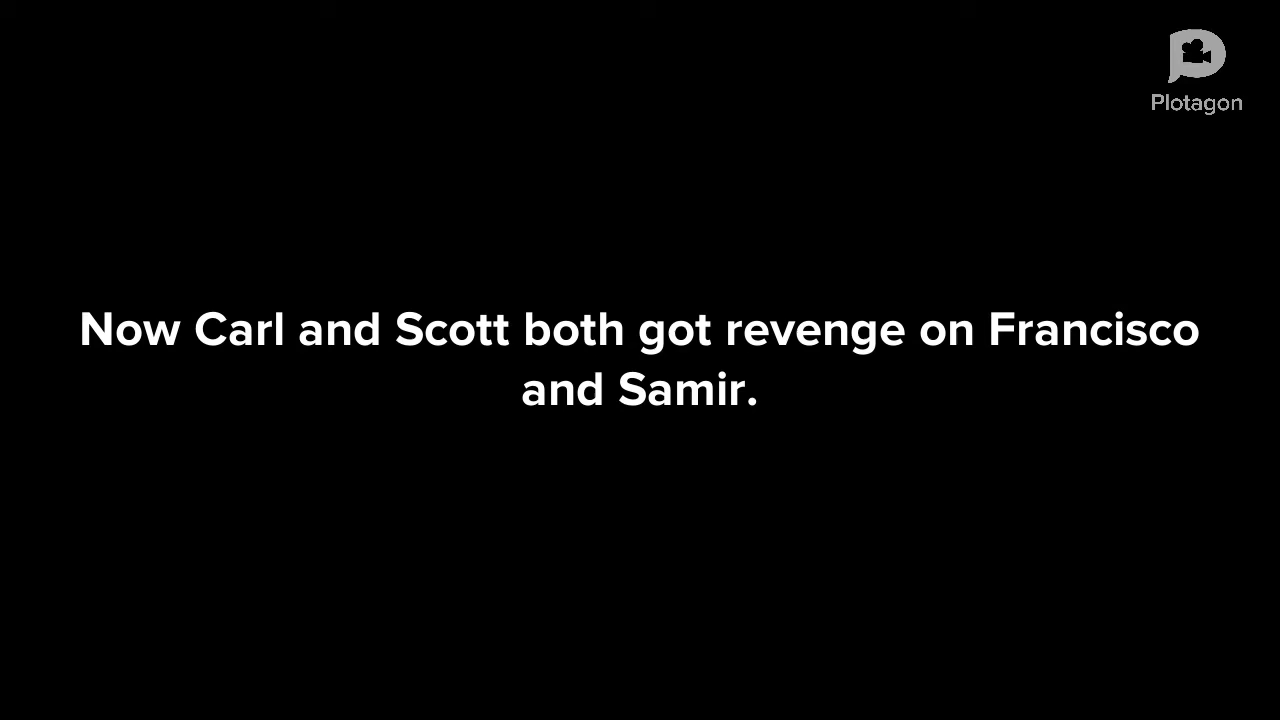 Plotagon
Now Carl and Scott both got revenge on Francisco
and Samir.